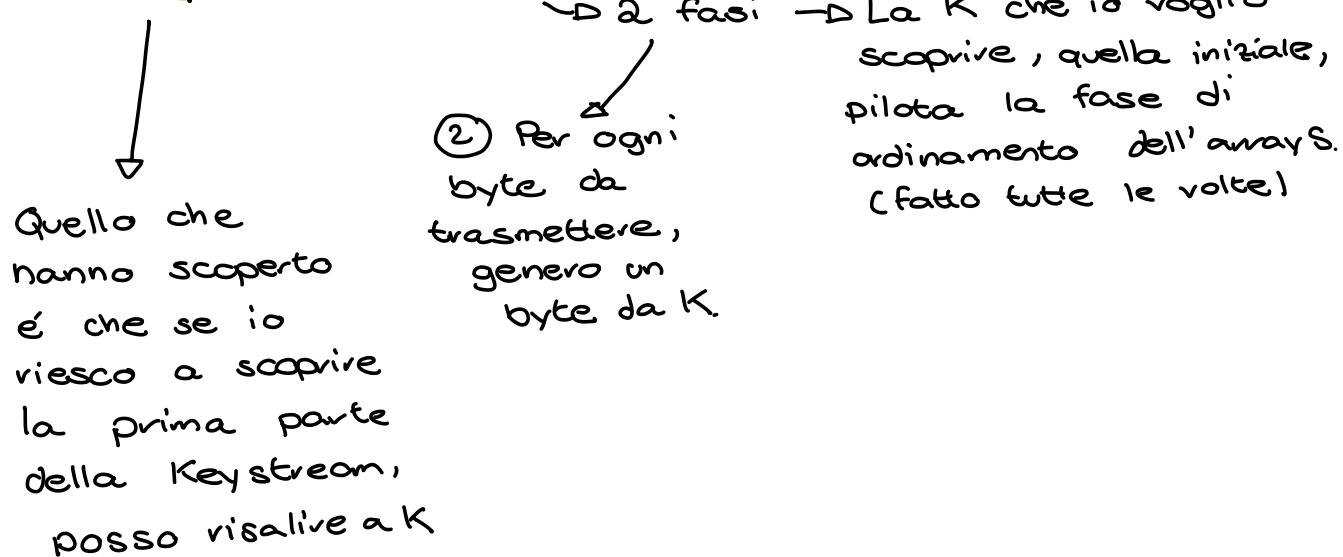 2 fasi → La K che io voglio
scoprire, quella iniziale,
pilota la fase di
ordinamento dell'array S.
(fatto tutte le volte)
② Per ogni
byte da
trasmettere,
genero un
byte da K.
Quello che
hanno scoperto
é che se io
riesco a scoprire
la prima parte
della Keystream,
posso risalire a K